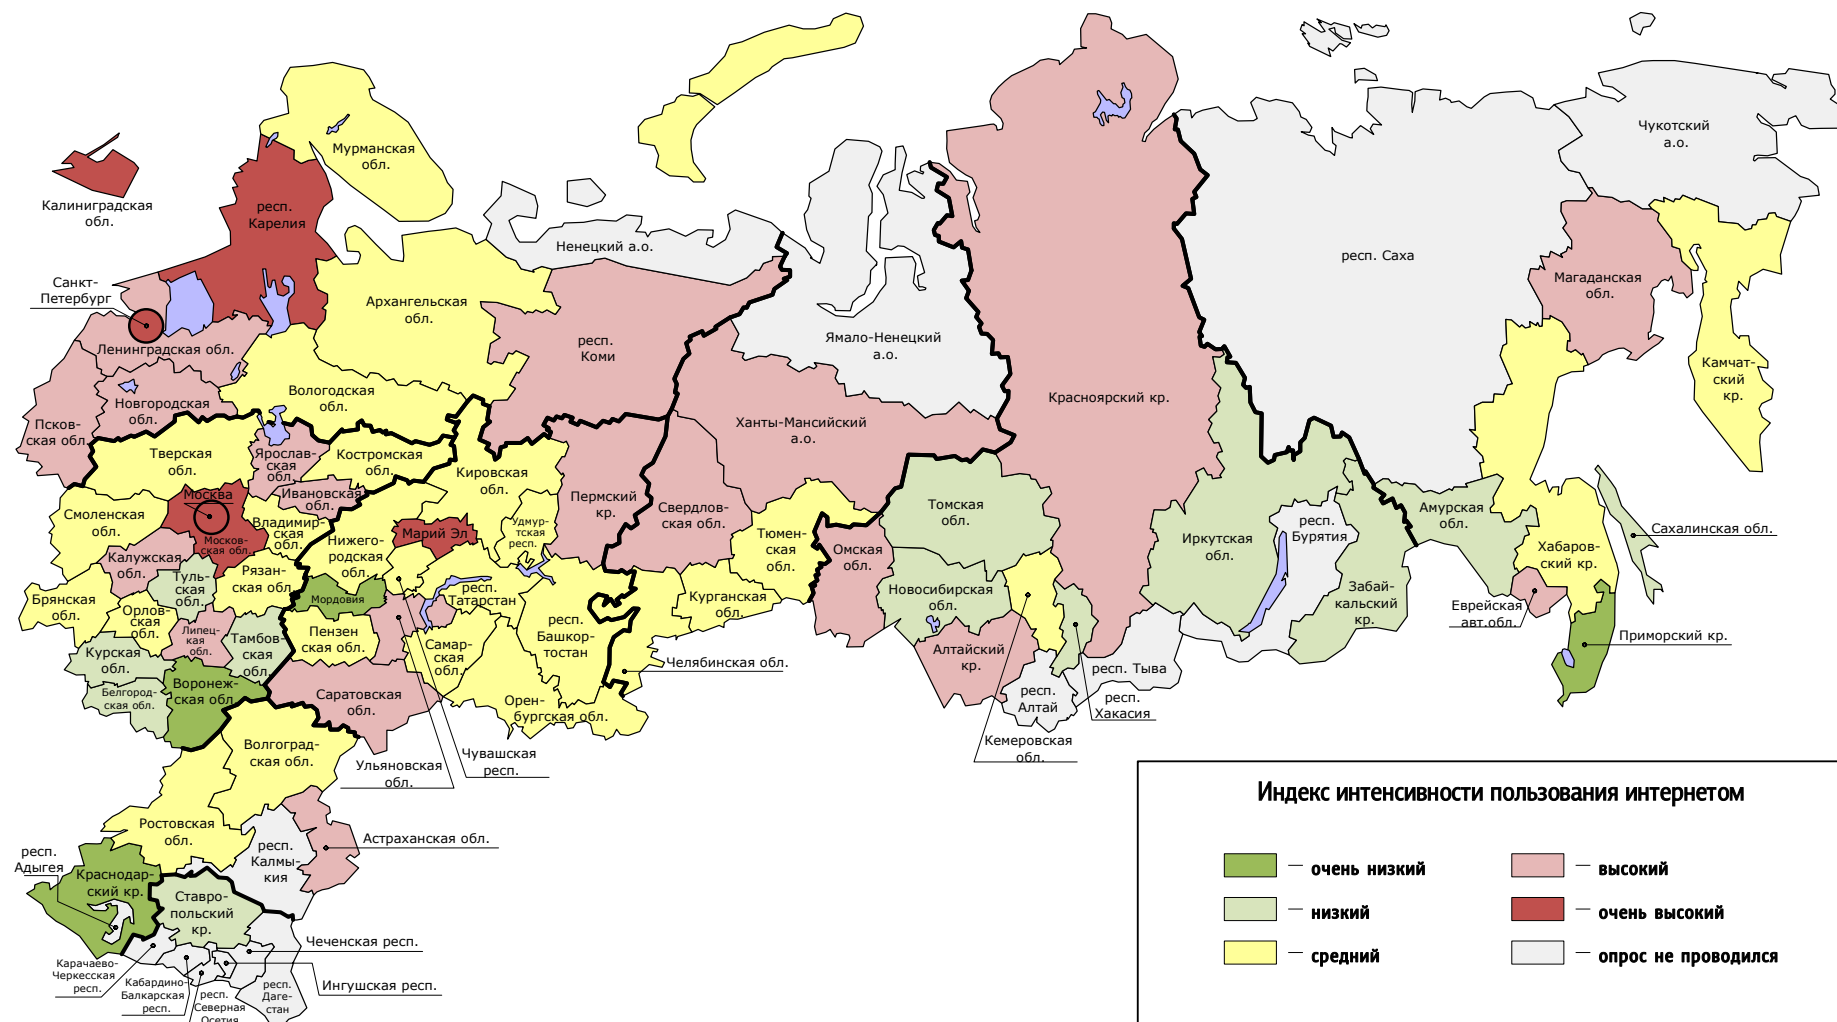 Чукотский
а.о.
Мурманская
обл.
Калиниградская
обл.
респ.
Карелия
Ненецкий а.о.
респ. Саха
Магаданская
обл.
Санкт-
Петербург
Архангельская
обл.
Ямало-Ненецкий
а.о.
респ.
Коми
Ленинградская обл.
Камчат-
ский
кр.
Вологодская
обл.
Красноярский кр.
Новгородская
обл.
Псков-
ская обл.
Ханты-Мансийский
а.о.
Тверская
обл.
Ярослав-
ская
обл.
Костромская
обл.
Кировская
обл.
Пермский
кр.
Свердлов-
ская обл.
Томская
обл.
Москва
Ивановская
обл.
Смоленская
обл.
Владимир-
ская
обл.
Москов-
ская обл.
Нижего-
родская
обл.
Марий Эл
Удмур-
тская
респ.
Тюмен-
ская
обл.
Омская
обл.
Иркутская
обл.
респ.
Бурятия
Амурская
обл.
Сахалинская обл.
Хабаров-
ский кр.
Калужская
обл.
Туль-
ская
обл.
Рязан-
ская обл.
Мордовия
респ.
Татарстан
Курганская
обл.
Новосибирская
обл.
Забай-
кальский
кр.
Еврейская
авт.обл.
Брянская
обл.
Орлов-
ская
обл.
Липец-
кая
обл.
Тамбов-
ская
обл.
Пензен
ская обл.
Самар-
ская
обл.
респ.
Башкор-
тостан
Приморский кр.
Курская
обл.
Челябинская обл.
Алтайский
кр.
респ. Тыва
Белгород-
ская обл.
Воронеж-
ская обл.
Саратовская
обл.
Орен-
бургская обл.
респ.
Алтай
респ.
Хакасия
Кемеровская
обл.
Волгоград-
ская обл.
Чувашская
респ.
Ульяновская
обл.
Ростовская
обл.
Астраханская обл.
респ.
Калмы-
кия
респ.
Адыгея
Краснодар-
ский кр.
Ставро-
польский
кр.
Чеченская респ.
Карачаево-
Черкесская
респ.
Кабардино-
Балкарская
респ.
респ.
Северная
Осетия
респ.
Даге-
стан
Ингушская респ.
Индекс интенсивности пользования интернетом
— очень низкий
— низкий
— средний
— высокий
— очень высокий
— опрос не проводился